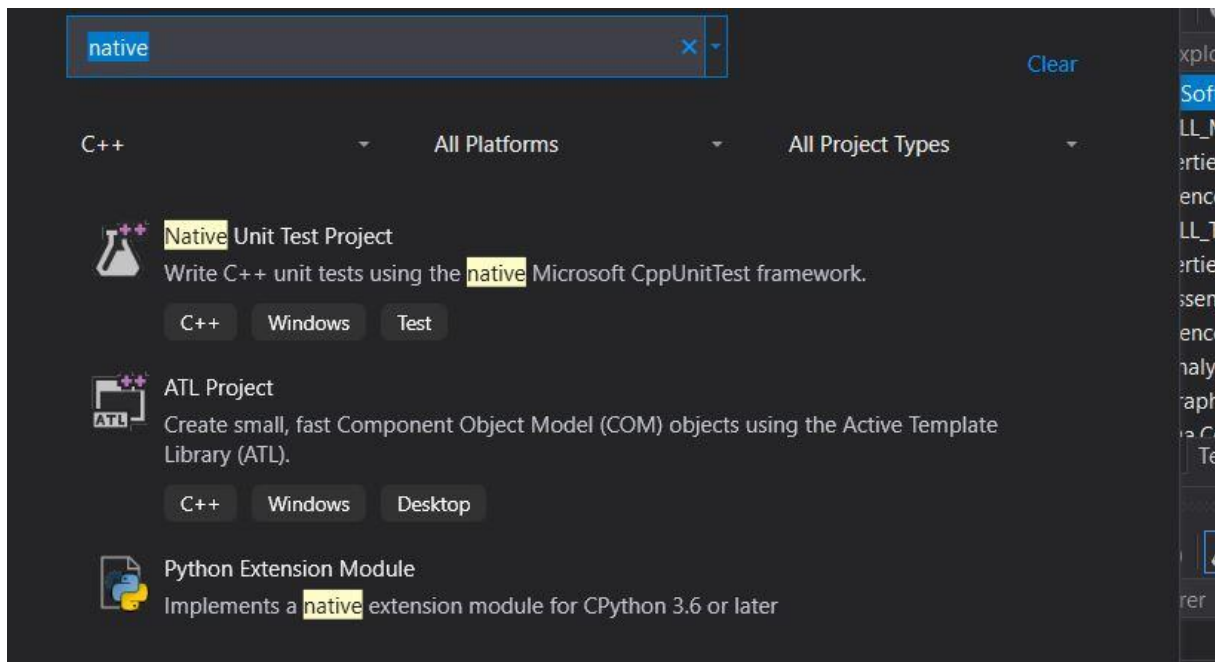 native
Clear
C++ All Platforms All Project Types
Native Unit Test Project
Write C++ unit tests using the native Microsoft CppUnitTest framework.
C++ Windows Test
ATL
ATL Project
Create small, fast Component Object Model (COM) objects using the Active Template
Library (ATL).
C++ Windows Desktop
Python Extension Module
Implements a native extension module for CPython 3.6 or later